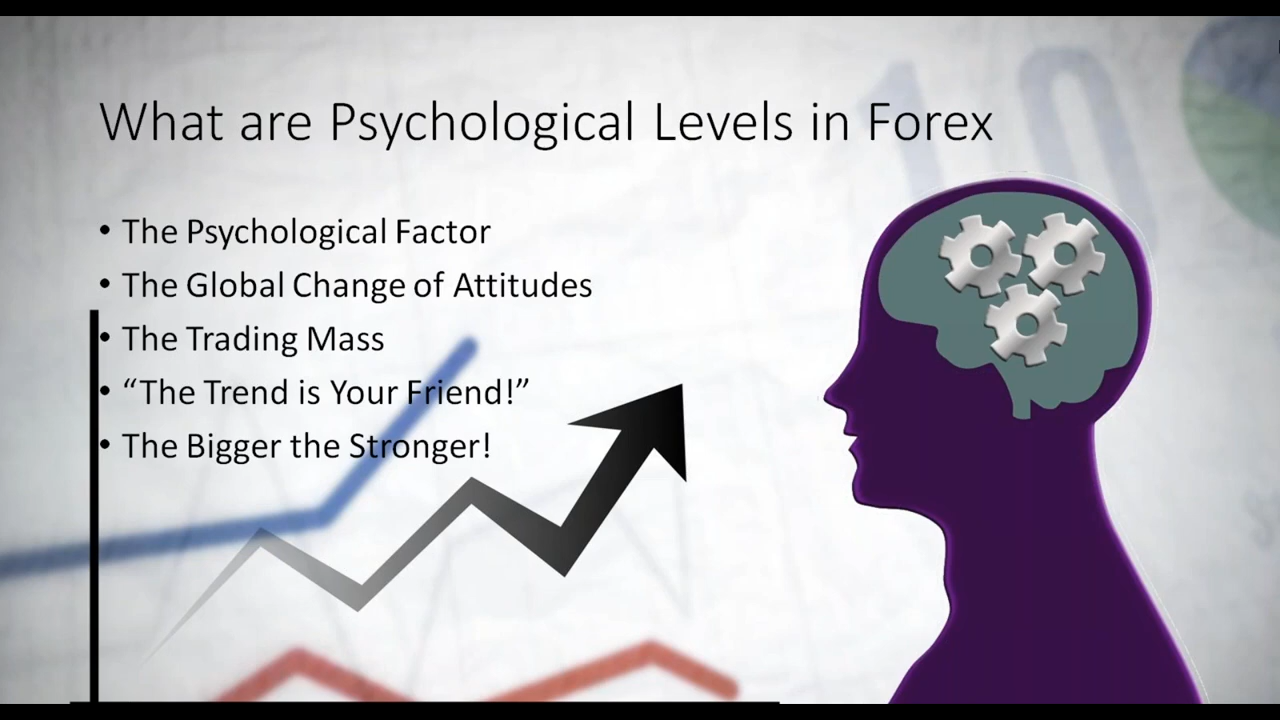 What are Psychological Levels in Forex
• The Psychological Factor
• The Global Change of Attitudes
• The Trading Mass
• “The Trend is Your Friend!”
• The Bigger the Stronger!
10